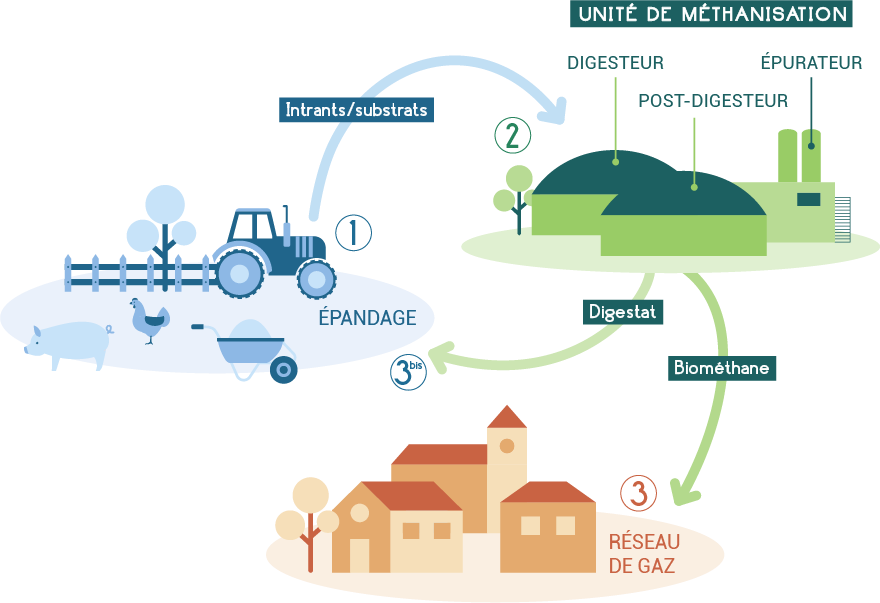 UNITÉ DE MÉTHANISATION
DIGESTEUR
ÉPURATEUR
POST-DIGESTEUR
Intrants/substrats
2
1
ÉPANDAGE
Digestat
3bis
Biométhane
3
RÉSEAU
DE GAZ